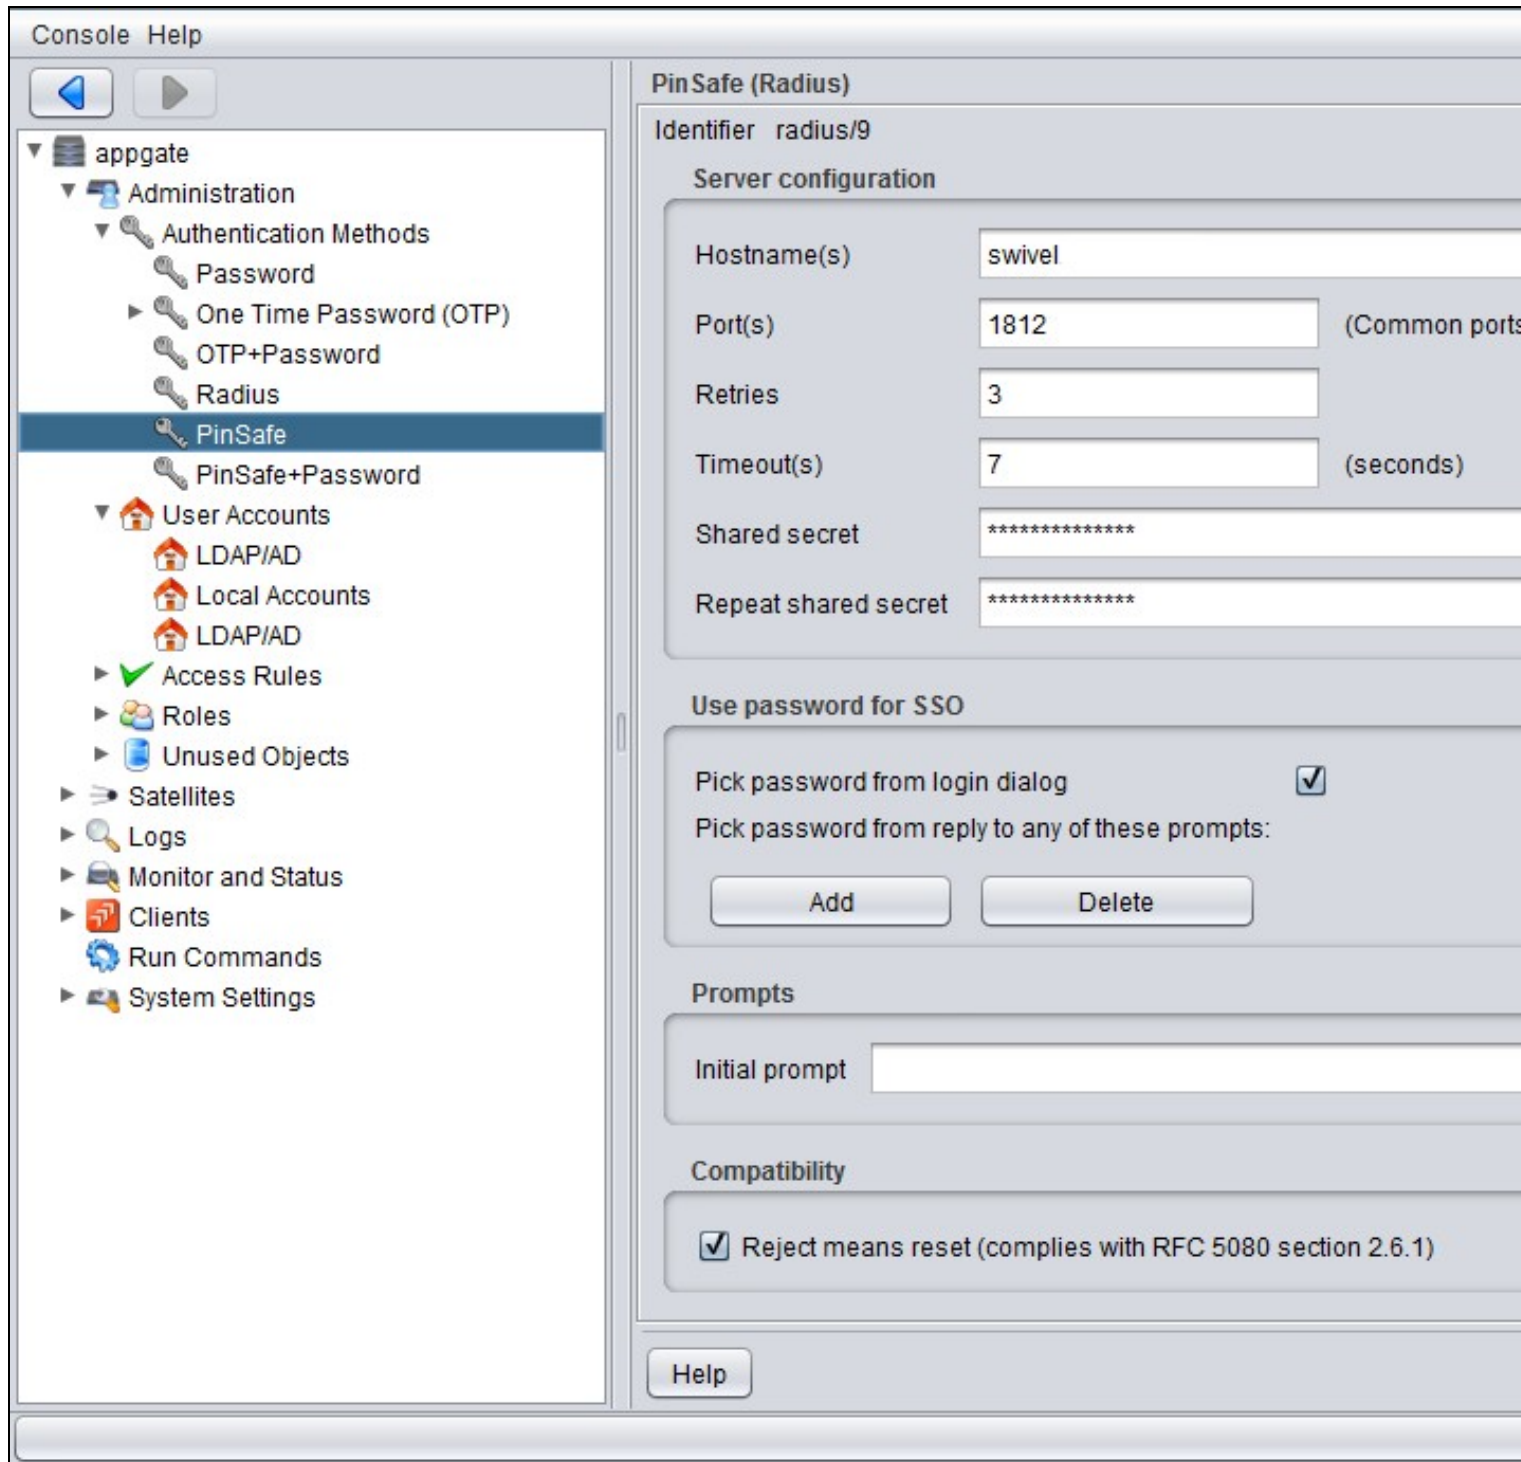 Console Help
appgate
Administration
Authentication Methods
Password
One Time Password (OTP)
OTP+Password
Radius
PinSafe
PinSafe+Password
User Accounts
LDAP/AD
Local Accounts
LDAP/AD
Access Rules
Roles
Unused Objects
Satellites
Logs
Monitor and Status
Clients
Run Commands
System Settings
PinSafe (Radius)
Identifier radius/9
Server configuration
Hostname(s) swivel
Port(s) 1812 (Common ports
Retries 3
Timeout(s) 7 (seconds)
Shared secret **************
Repeat shared secret **************
Use password for SSO
Pick password from login dialog
Pick password from reply to any of these prompts:
Add Delete
Prompts
Initial prompt
Compatibility
Reject means reset (complies with RFC 5080 section 2.6.1)
Help